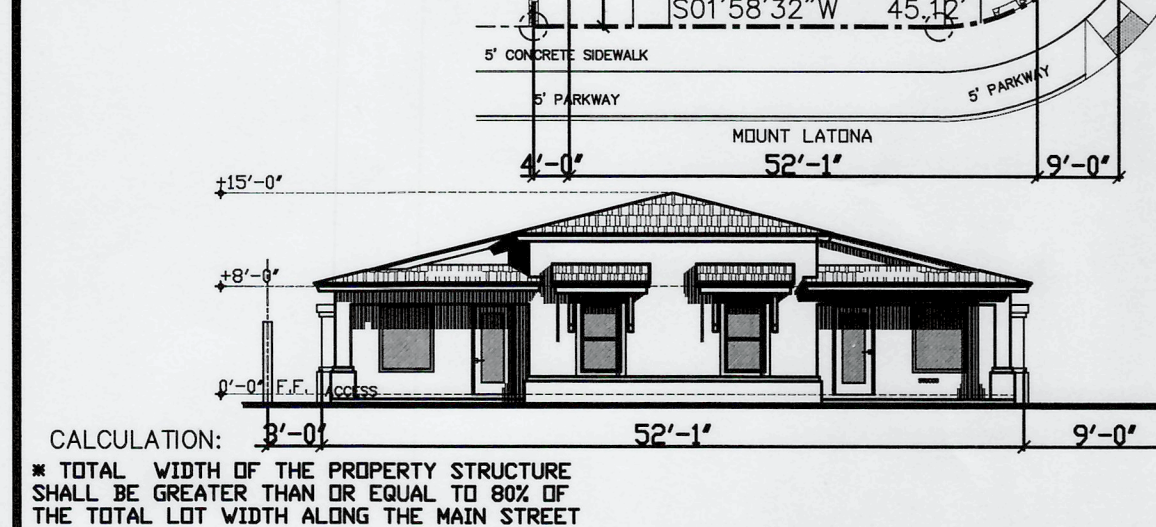 S01°58'32"W 45.12'
5' CONCRETE SIDEWALK
5' PARKWAY
5' PARKWAY
MOUNT LATONA
4'-0" 52'-1" 9'-0"
+15'-0"
+8'-0"
0'-0" F.F. ACCESS
3'-0" 52'-1" 9'-0"
CALCULATION:
* TOTAL WIDTH OF THE PROPERTY STRUCTURE
SHALL BE GREATER THAN OR EQUAL TO 80% OF
THE TOTAL LOT WIDTH ALONG THE MAIN STREET